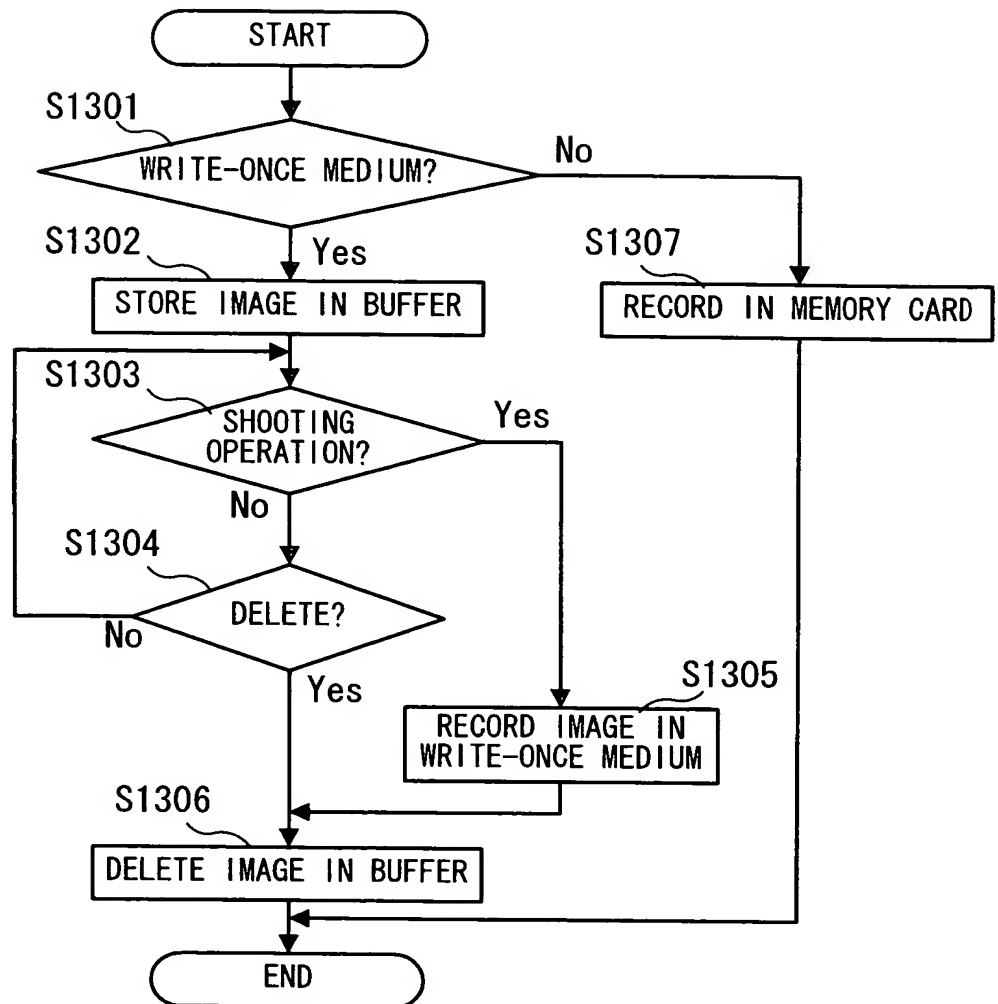 START
S1301
WRITE-ONCE MEDIUM?
No
Yes
S1302
STORE IMAGE IN BUFFER
S1307
RECORD IN MEMORY CARD
S1303
SHOOTING
OPERATION?
Yes
No
S1304
DELETE?
No
Yes
S1305
RECORD IMAGE IN
WRITE-ONCE MEDIUM
S1306
DELETE IMAGE IN BUFFER
END